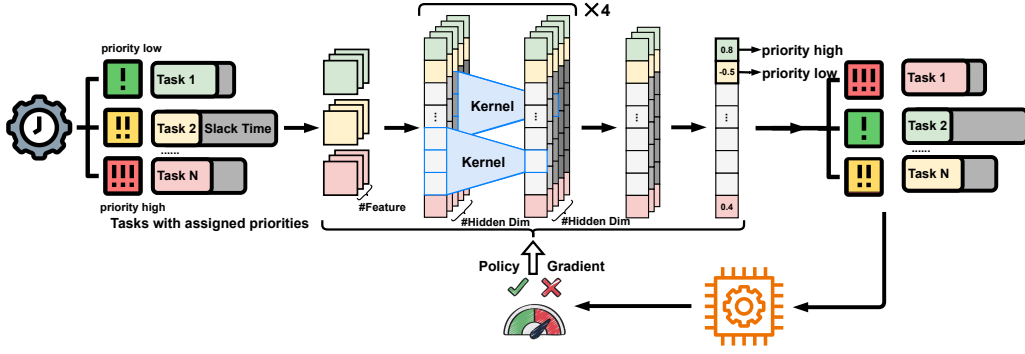 ×4
priority low
Task 1
Task 2
Slack Time
......
Task N
priority high
Tasks with assigned priorities
#Feature
Kernel
Kernel
...
...
...
...
#Hidden Dim
#Hidden Dim
0.8
priority high
-0.5
priority low
0.4
Task 1
Task 2
......
Task N
Policy Gradient